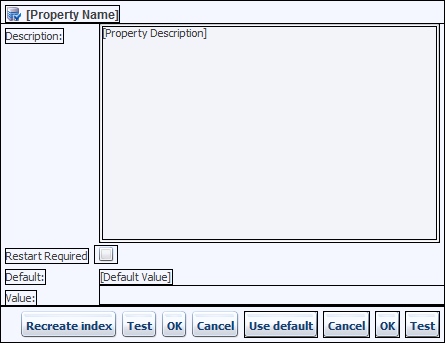 [Property Name]
Description:
[Property Description]
Restart Required
Default:
[Default Value]
Value:
Recreate index Test OK Cancel Use default Cancel OK Test